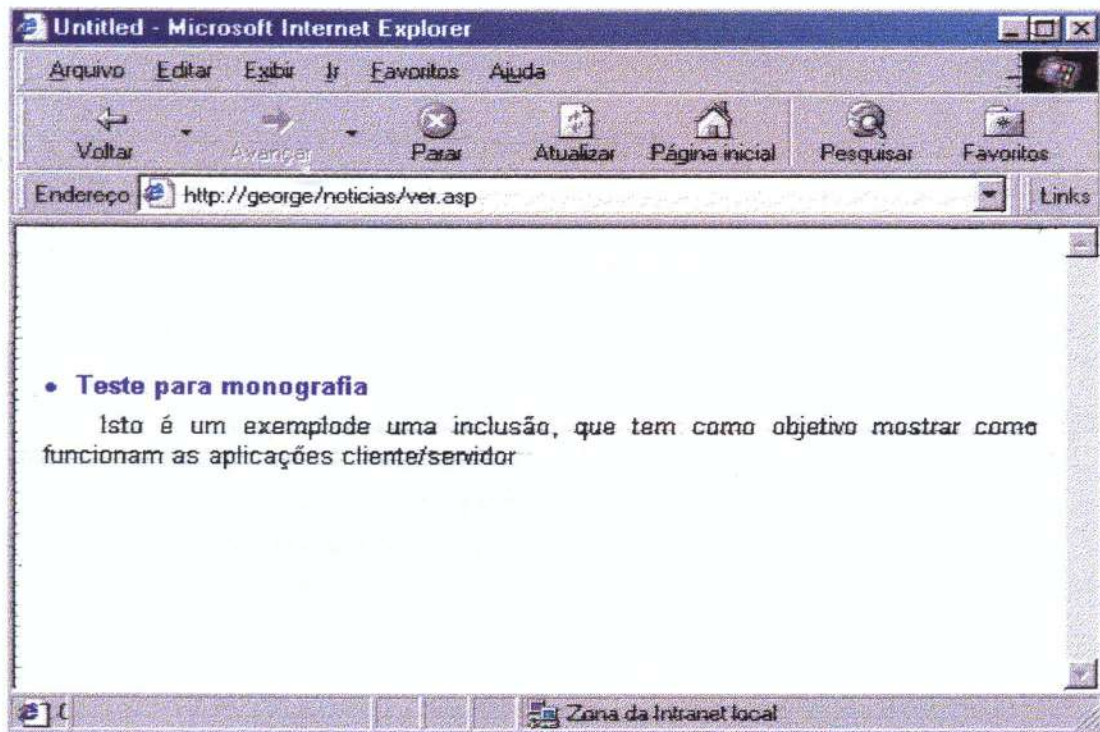 Untitled - Microsoft Internet Explorer
Arquivo Editar Exibir Ir Favoritos Ajuda
Voltar Avançar Parar Atualizar Página inicial Pesquisar Favoritos
Endereço http://george/noticias/ver.asp Links
• Teste para monografia
Isto é um exemplode uma inclusão, que tem como objetivo mostrar como
funcionam as aplicações cliente/servidor
Zona da Intranet local